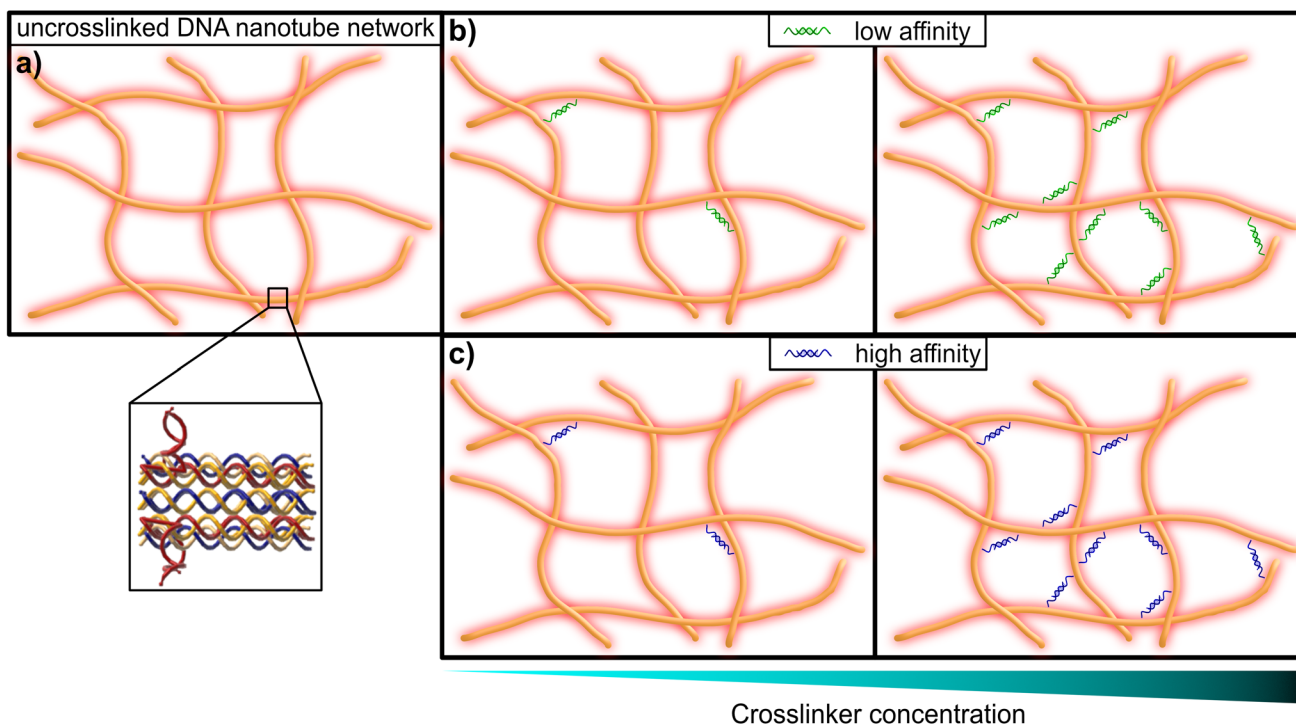 uncrosslinked DNA nanotube network
a)
b)
low affinity
c)
high affinity
Crosslinker concentration